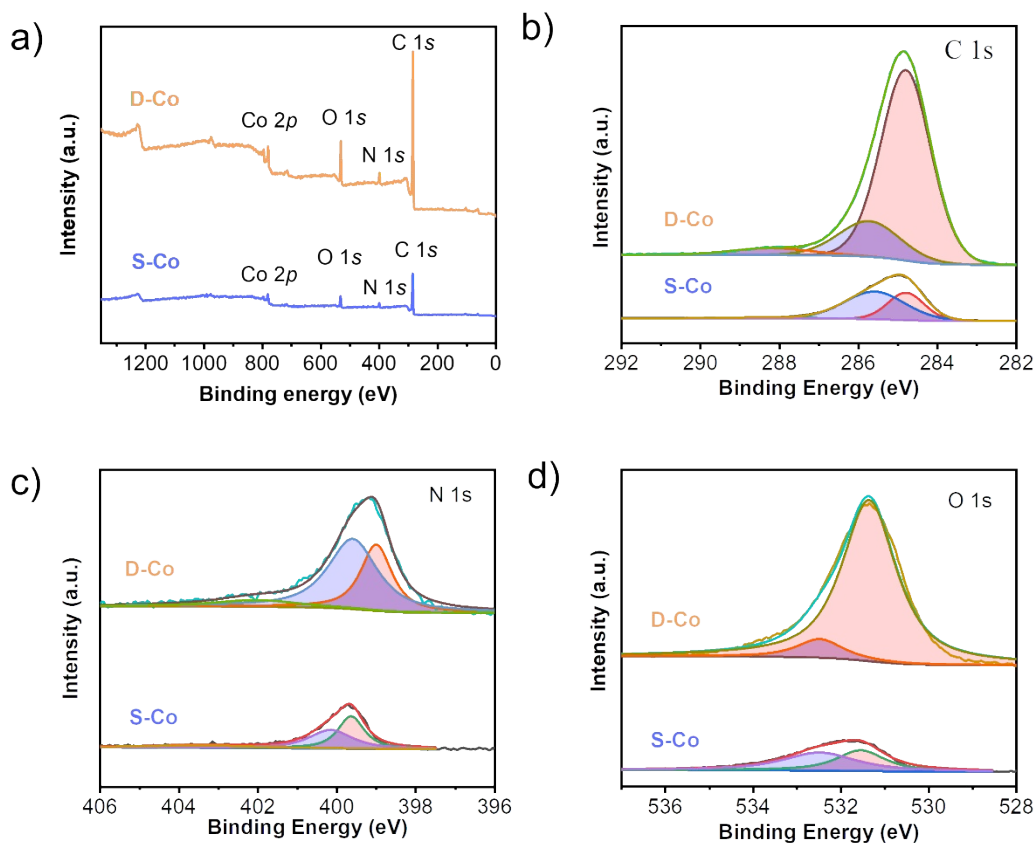 a)
C 1s
D-Co
Co 2p
O 1s
N 1s
S-Co
Co 2p
O 1s
N 1s
C 1s
Intensity (a.u.)
1200 1000 800 600 400 200 0
Binding energy (eV)
b)
C 1s
D-Co
S-Co
Intensity (a.u.)
292 290 288 286 284 282
Binding Energy (eV)
c)
N 1s
D-Co
S-Co
Intensity (a.u.)
406 404 402 400 398 396
Binding Energy (eV)
d)
O 1s
D-Co
S-Co
Intensity (a.u.)
536 534 532 530 528
Binding Energy (eV)